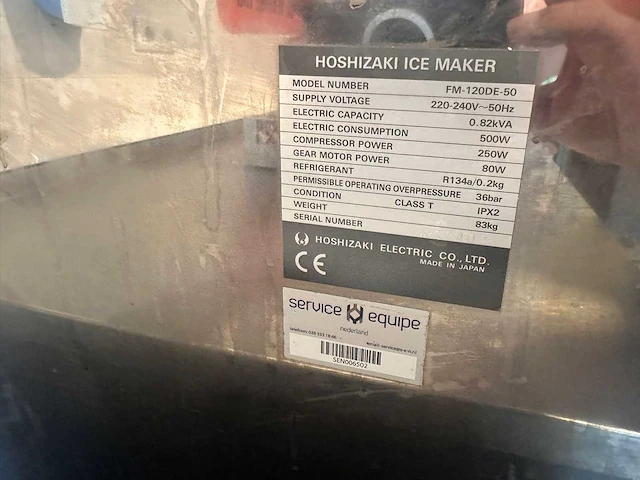 HOSHIZAKI ICE MAKER
MODEL NUMBER FM-120DE-50
SUPPLY VOLTAGE 220-240V~50Hz
ELECTRIC CAPACITY 0.82kVA
ELECTRIC CONSUMPTION 500W
COMPRESSOR POWER 250W
GEAR MOTOR POWER 80W
REFRIGERANT R134a/0.2kg
PERMISSIBLE OPERATING OVERPRESSURE 36bar
CONDITION CLASS T IPX2
WEIGHT 83kg
SERIAL NUMBER
HOSHIZAKI ELECTRIC CO., LTD.
MADE IN JAPAN
CE
service equipe
nederland
telefoon:
SEN006502